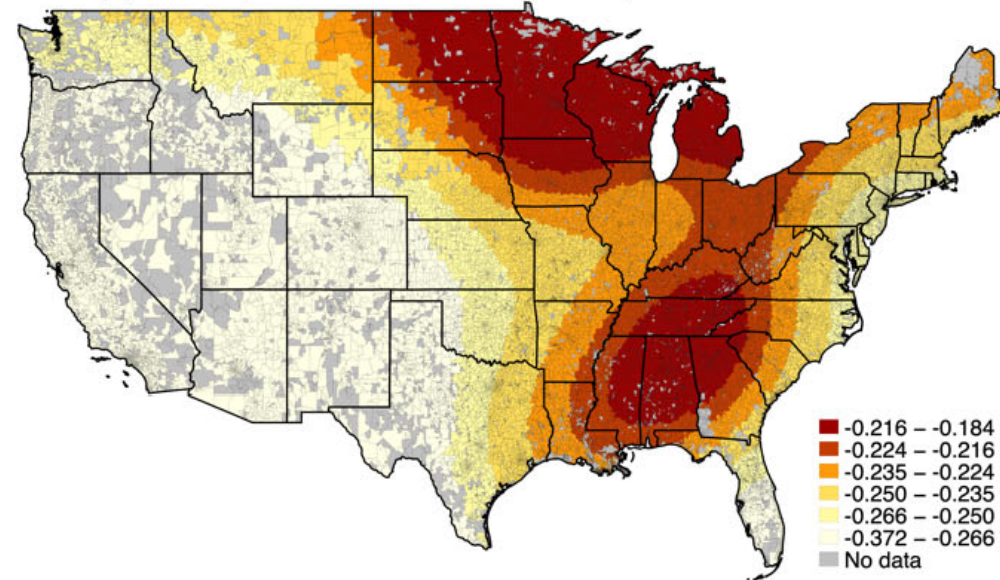 -0.216 – -0.184
-0.224 – -0.216
-0.235 – -0.224
-0.250 – -0.235
-0.266 – -0.250
-0.372 – -0.266
No data